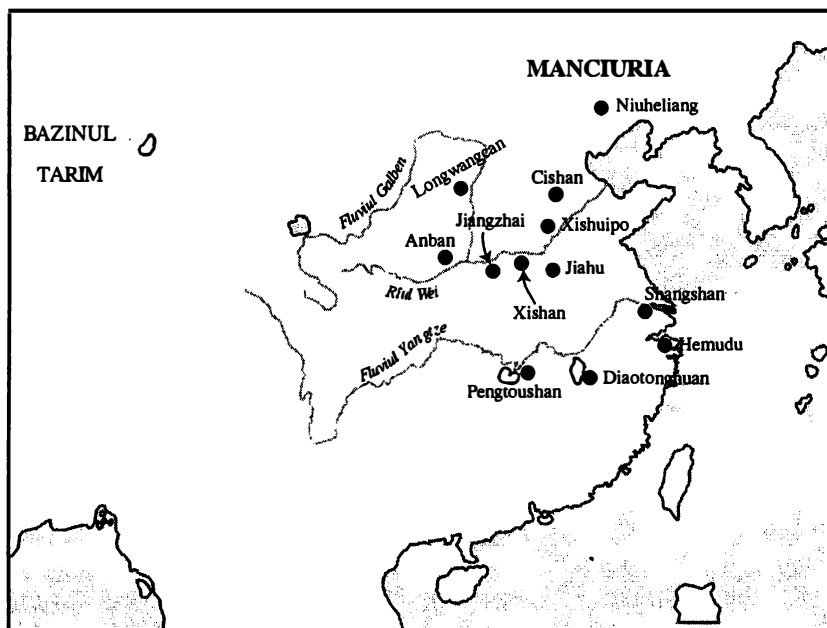 MANCIURIA
Niuheliang
BAZINUL
TARIM
Fluviul Galben
Longwangcan
Cishan
Jiangzhai
Xishuipo
Anban
Jiahu
Rîul Wei
Xishan
Shangshan
Fluviul Yangtze
Hemudu
Pengtoushan
Diaotonghuan